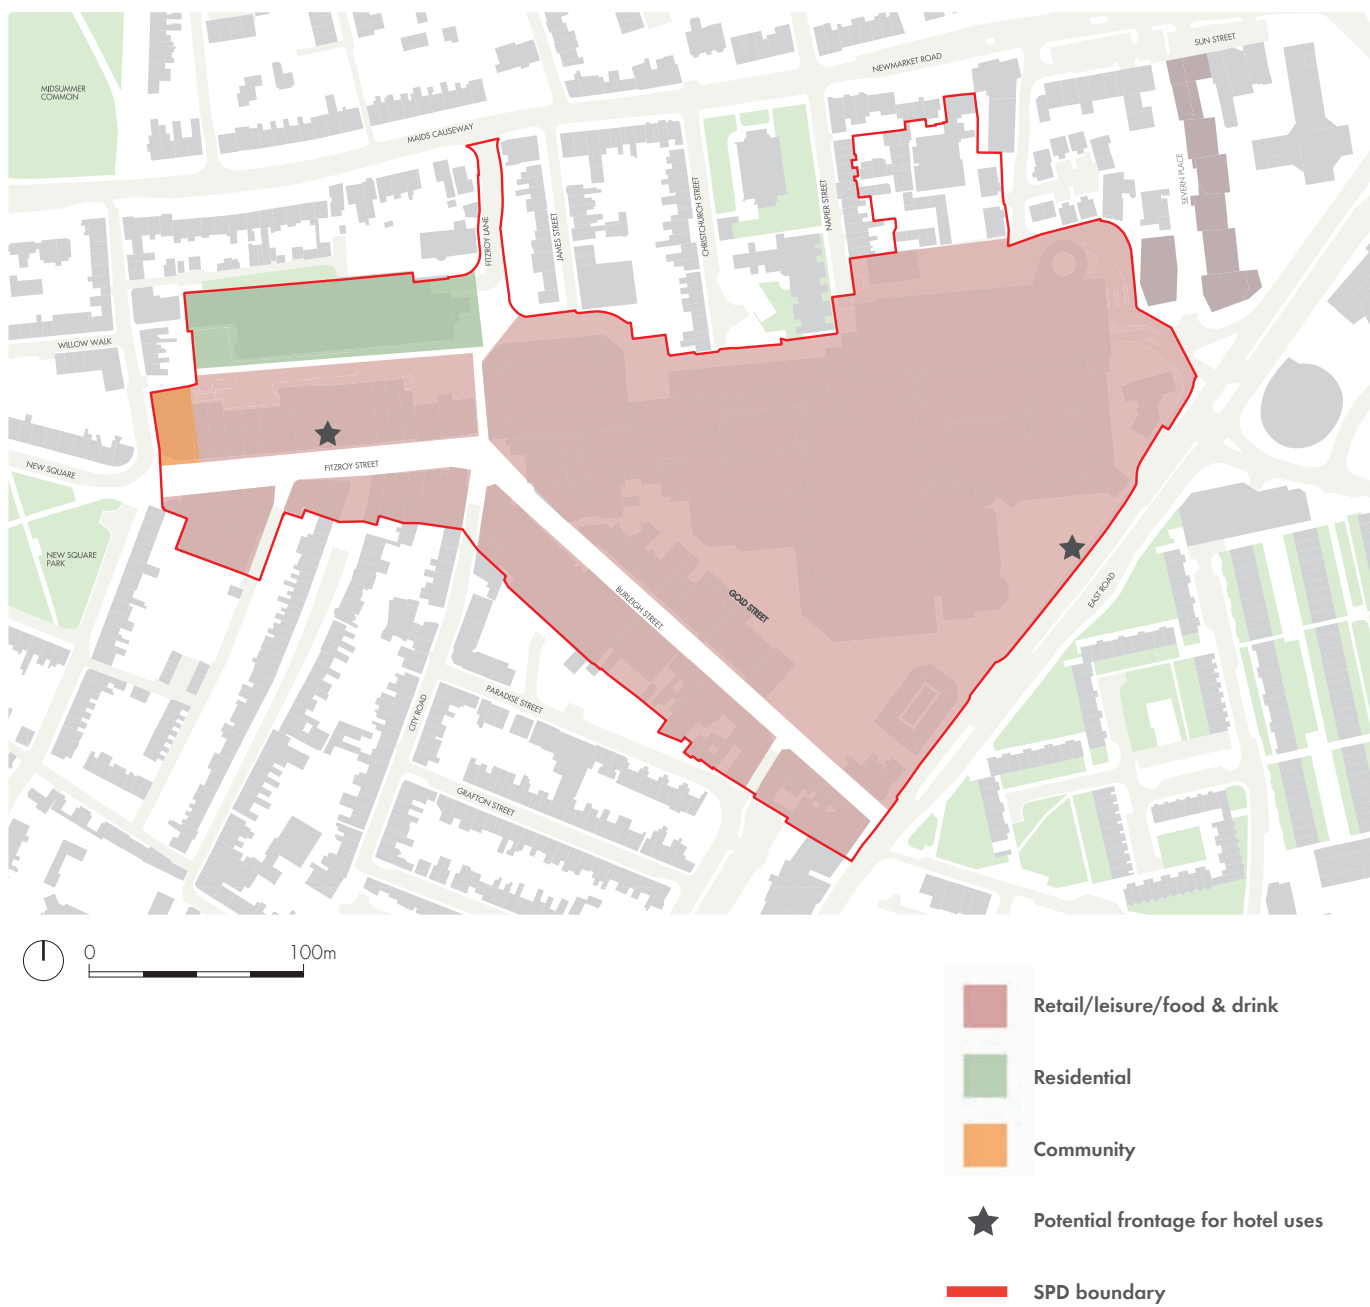 SUN STREET
NEWMARKET ROAD
MIDSUMMER
COMMON
MAIDS CAUSEWAY
SEVERN PLACE
CHRISTCHURCH STREET
NAPIER STREET
JAMES STREET
FITZROY LANE
WILLOW WALK
NEW SQUARE
FITZROY STREET
NEW SQUARE
PARK
EAST ROAD
BURLEIGH STREET
GOLD STREET
PARADISE STREET
CITY ROAD
GRAFTON STREET
0 100m
Retail/leisure/food & drink
Residential
Community
Potential frontage for hotel uses
SPD boundary